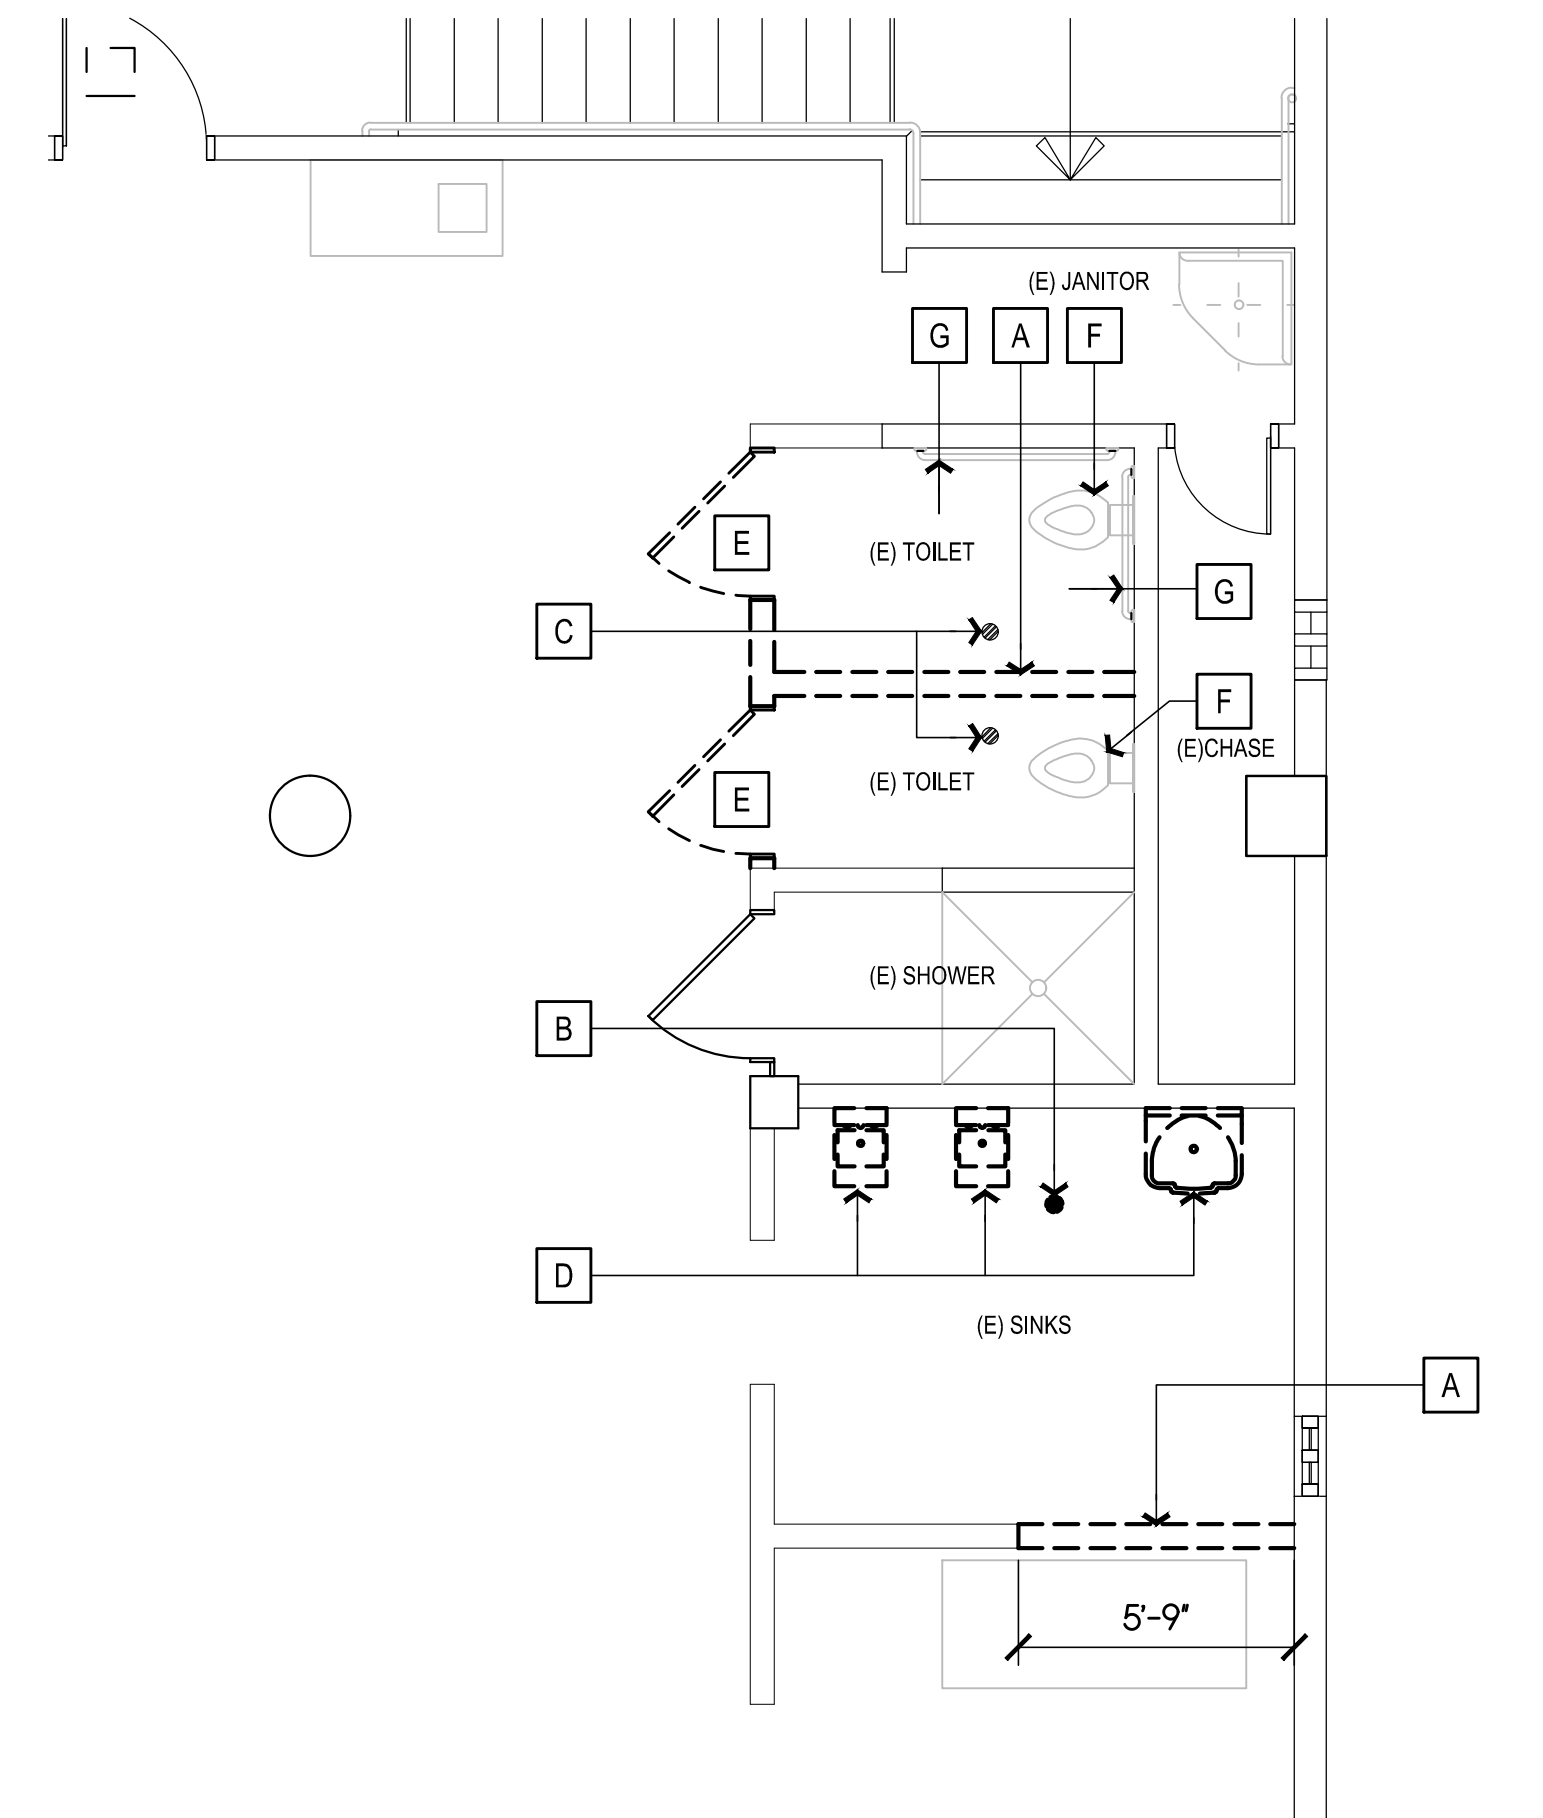 (E) JANITOR
G
A
F
E
(E) TOILET
G
C
F
(E)CHASE
(E) TOILET
E
(E) SHOWER
B
D
(E) SINKS
A
5'-9"